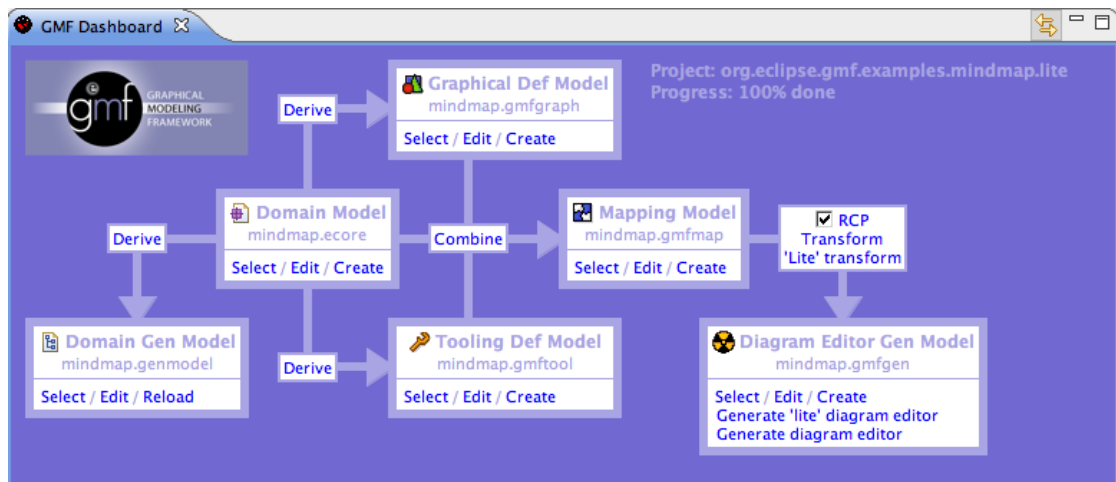 GMF Dashboard
gmf
GRAPHICAL
MODELING
FRAMEWORK
Project: org.eclipse.gmf.examples.mindmap.lite
Progress: 100% done
Derive
Graphical Def Model
mindmap.gmfgraph
Select / Edit / Create
Derive
Domain Model
mindmap.ecore
Select / Edit / Create
Combine
Mapping Model
mindmap.gmfmap
Select / Edit / Create
RCP
Transform
'Lite' transform
Domain Gen Model
mindmap.genmodel
Select / Edit / Reload
Derive
Tooling Def Model
mindmap.gmftool
Select / Edit / Create
Diagram Editor Gen Model
mindmap.gmfgen
Select / Edit / Create
Generate 'lite' diagram editor
Generate diagram editor